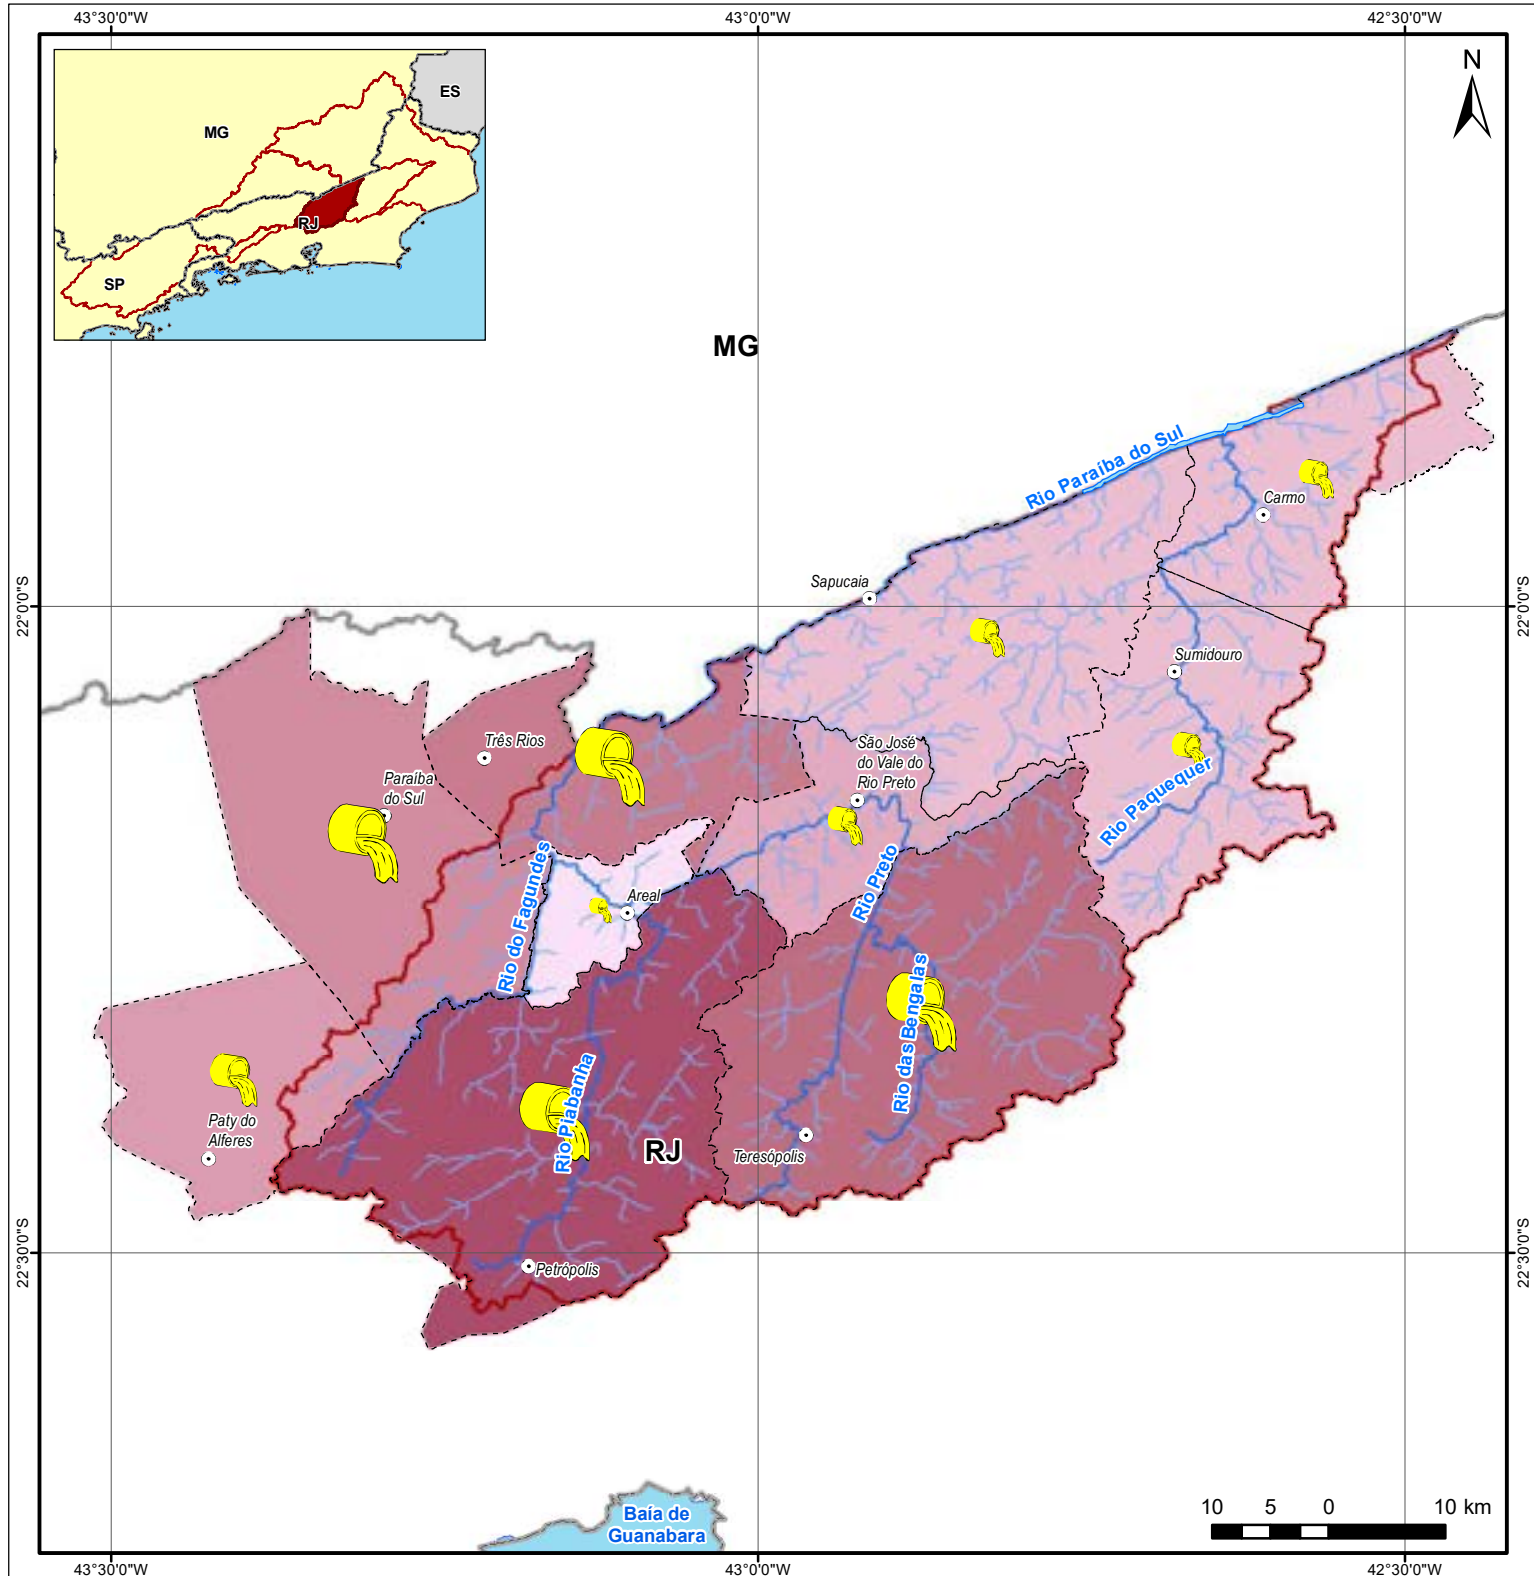 43°30'0"W
43°0'0"W
42°30'0"W
N
ES
MG
RJ
SP
MG
Rio Paraíba do Sul
Carmo
Sapucaia
22°0'0"S
22°0'0"S
Sumidouro
Três Rios
São José
do Vale do
Rio Preto
Paraíba
do Sul
Rio Paquequer
Rio Preto
Rio do Fagundes
Areal
Rio das Bengalas
Rio Piabanha
Paty do
Alferes
RJ
Teresópolis
22°30'0"S
22°30'0"S
Petrópolis
Baía de
Guanabara
10 5 0 10 km
43°30'0"W
43°0'0"W
42°30'0"W